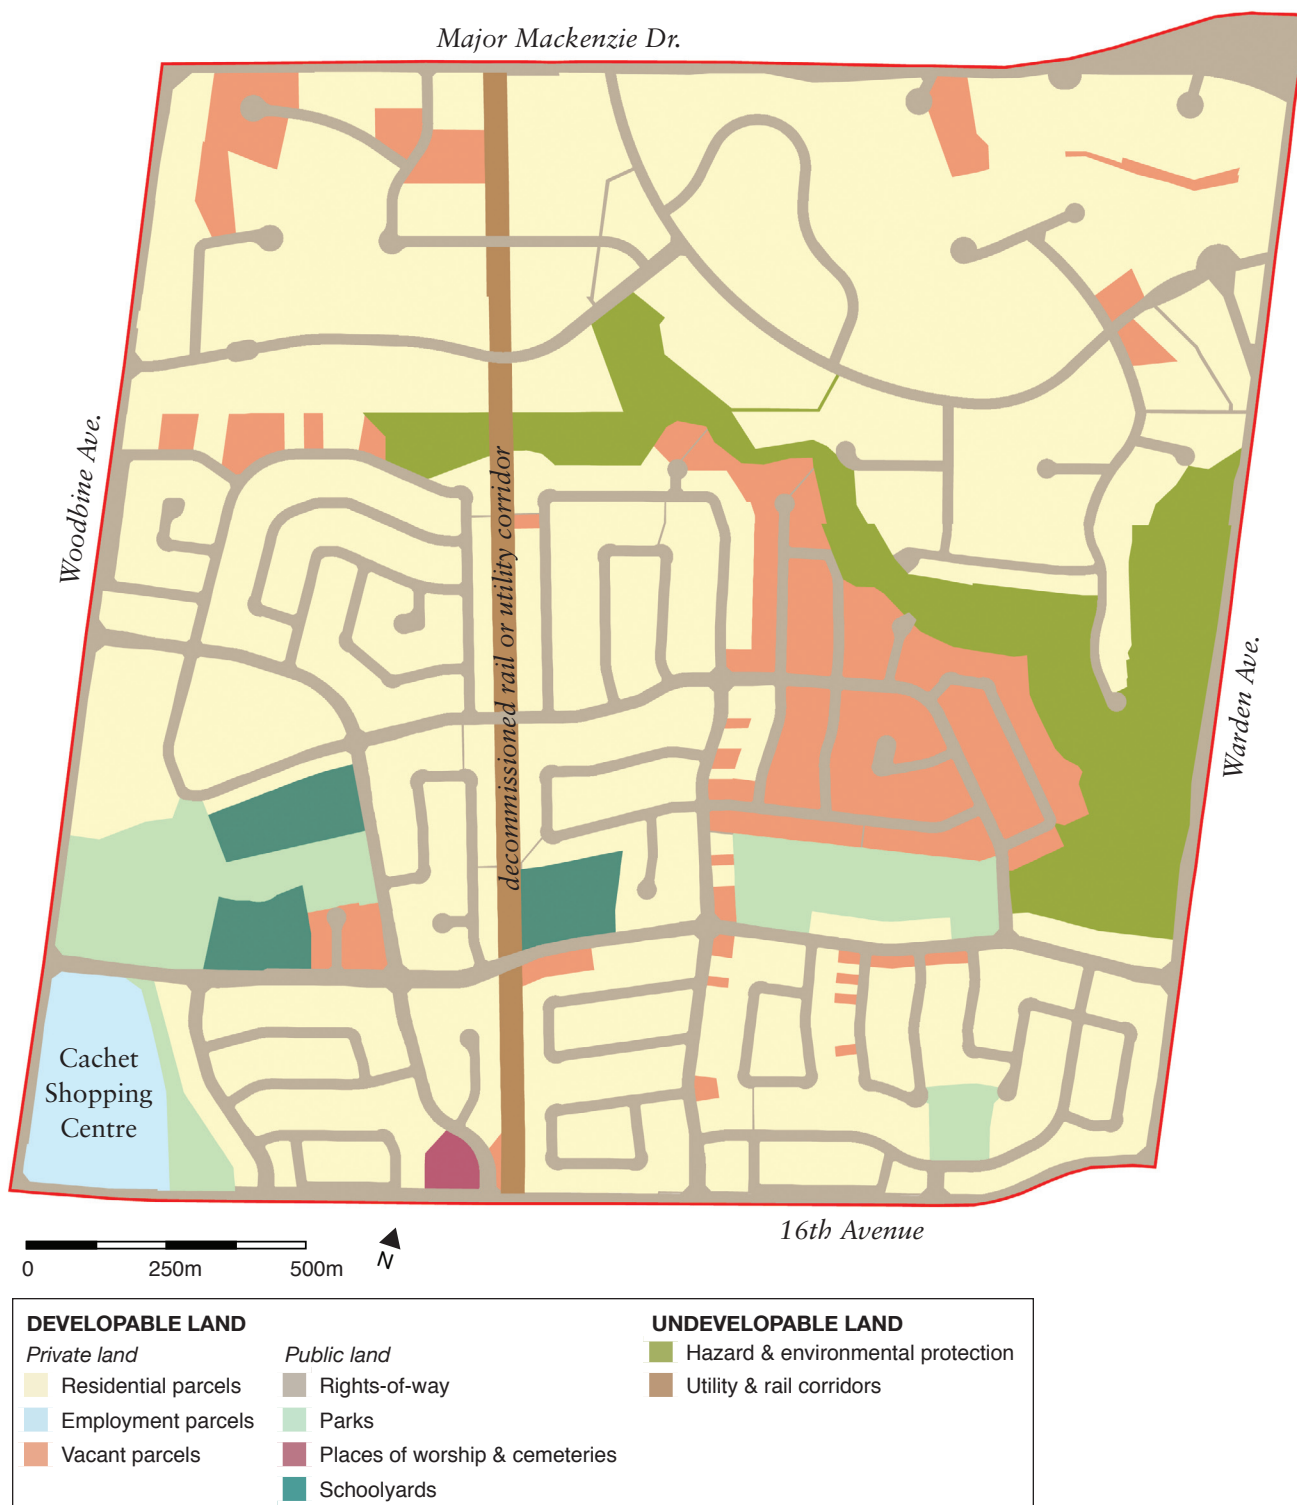 Major Mackenzie Dr.
Woodbine Ave.
decommissioned rail or utility corridor
Warden Ave.
Cachet
Shopping
Centre
16th Avenue
N
0 250m 500m
DEVELOPABLE LAND
Private land
Residential parcels
Employment parcels
Vacant parcels
Public land
Rights-of-way
Parks
Places of worship & cemeteries
Schoolyards
UNDEVELOPABLE LAND
Hazard & environmental protection
Utility & rail corridors